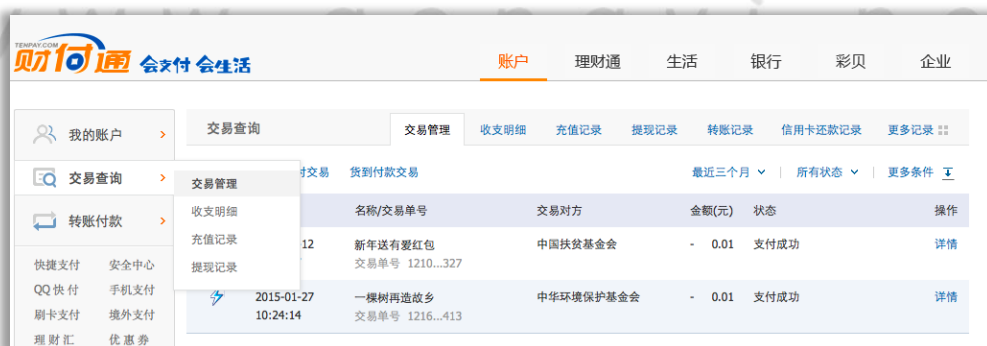 TENPAY.COM
财付通 会支付 会生活
账户 理财通 生活 银行 彩贝 企业
我的账户
交易查询
转账付款
快捷支付 安全中心
QQ快付 手机支付
刷卡支付 境外支付
理财汇 优惠券
交易管理
收支明细
充值记录
提现记录
交易查询 交易管理 收支明细 充值记录 提现记录 转账记录 信用卡还款记录 更多记录
付交易 货到付款交易 最近三个月 所有状态 更多条件
名称/交易单号 交易对方 金额(元) 状态 操作
12 新年送有爱红包 中国扶贫基金会 - 0.01 支付成功 详情
交易单号 1210...327
2015-01-27 一棵树再造故乡 中华环境保护基金会 - 0.01 支付成功 详情
10:24:14 交易单号 1216...413